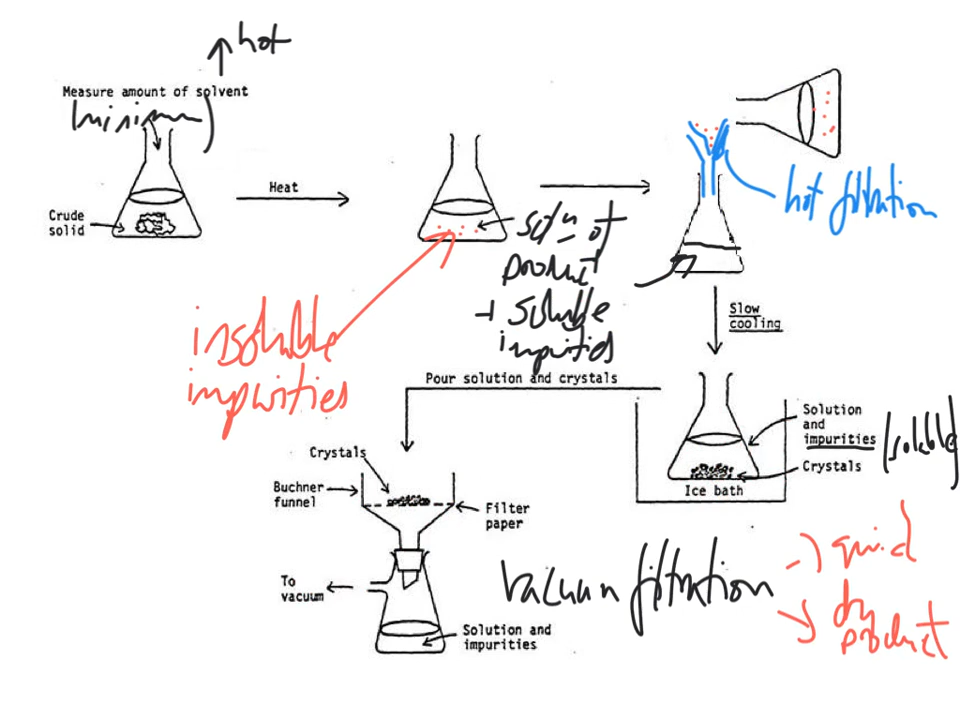 hot
Measure amount of solvent
(minimum)
Crude
solid
Heat
insoluble
impurities
sol<u>n</u> of
product
+ soluble
impurities
hot filtration
Slow
cooling
Pour solution and crystals
Solution
and
impurities (soluble)
Crystals
Ice bath
Crystals
Buchner
funnel
Filter
paper
To
vacuum
Solution and
impurities
vacuum filtration
dry
product